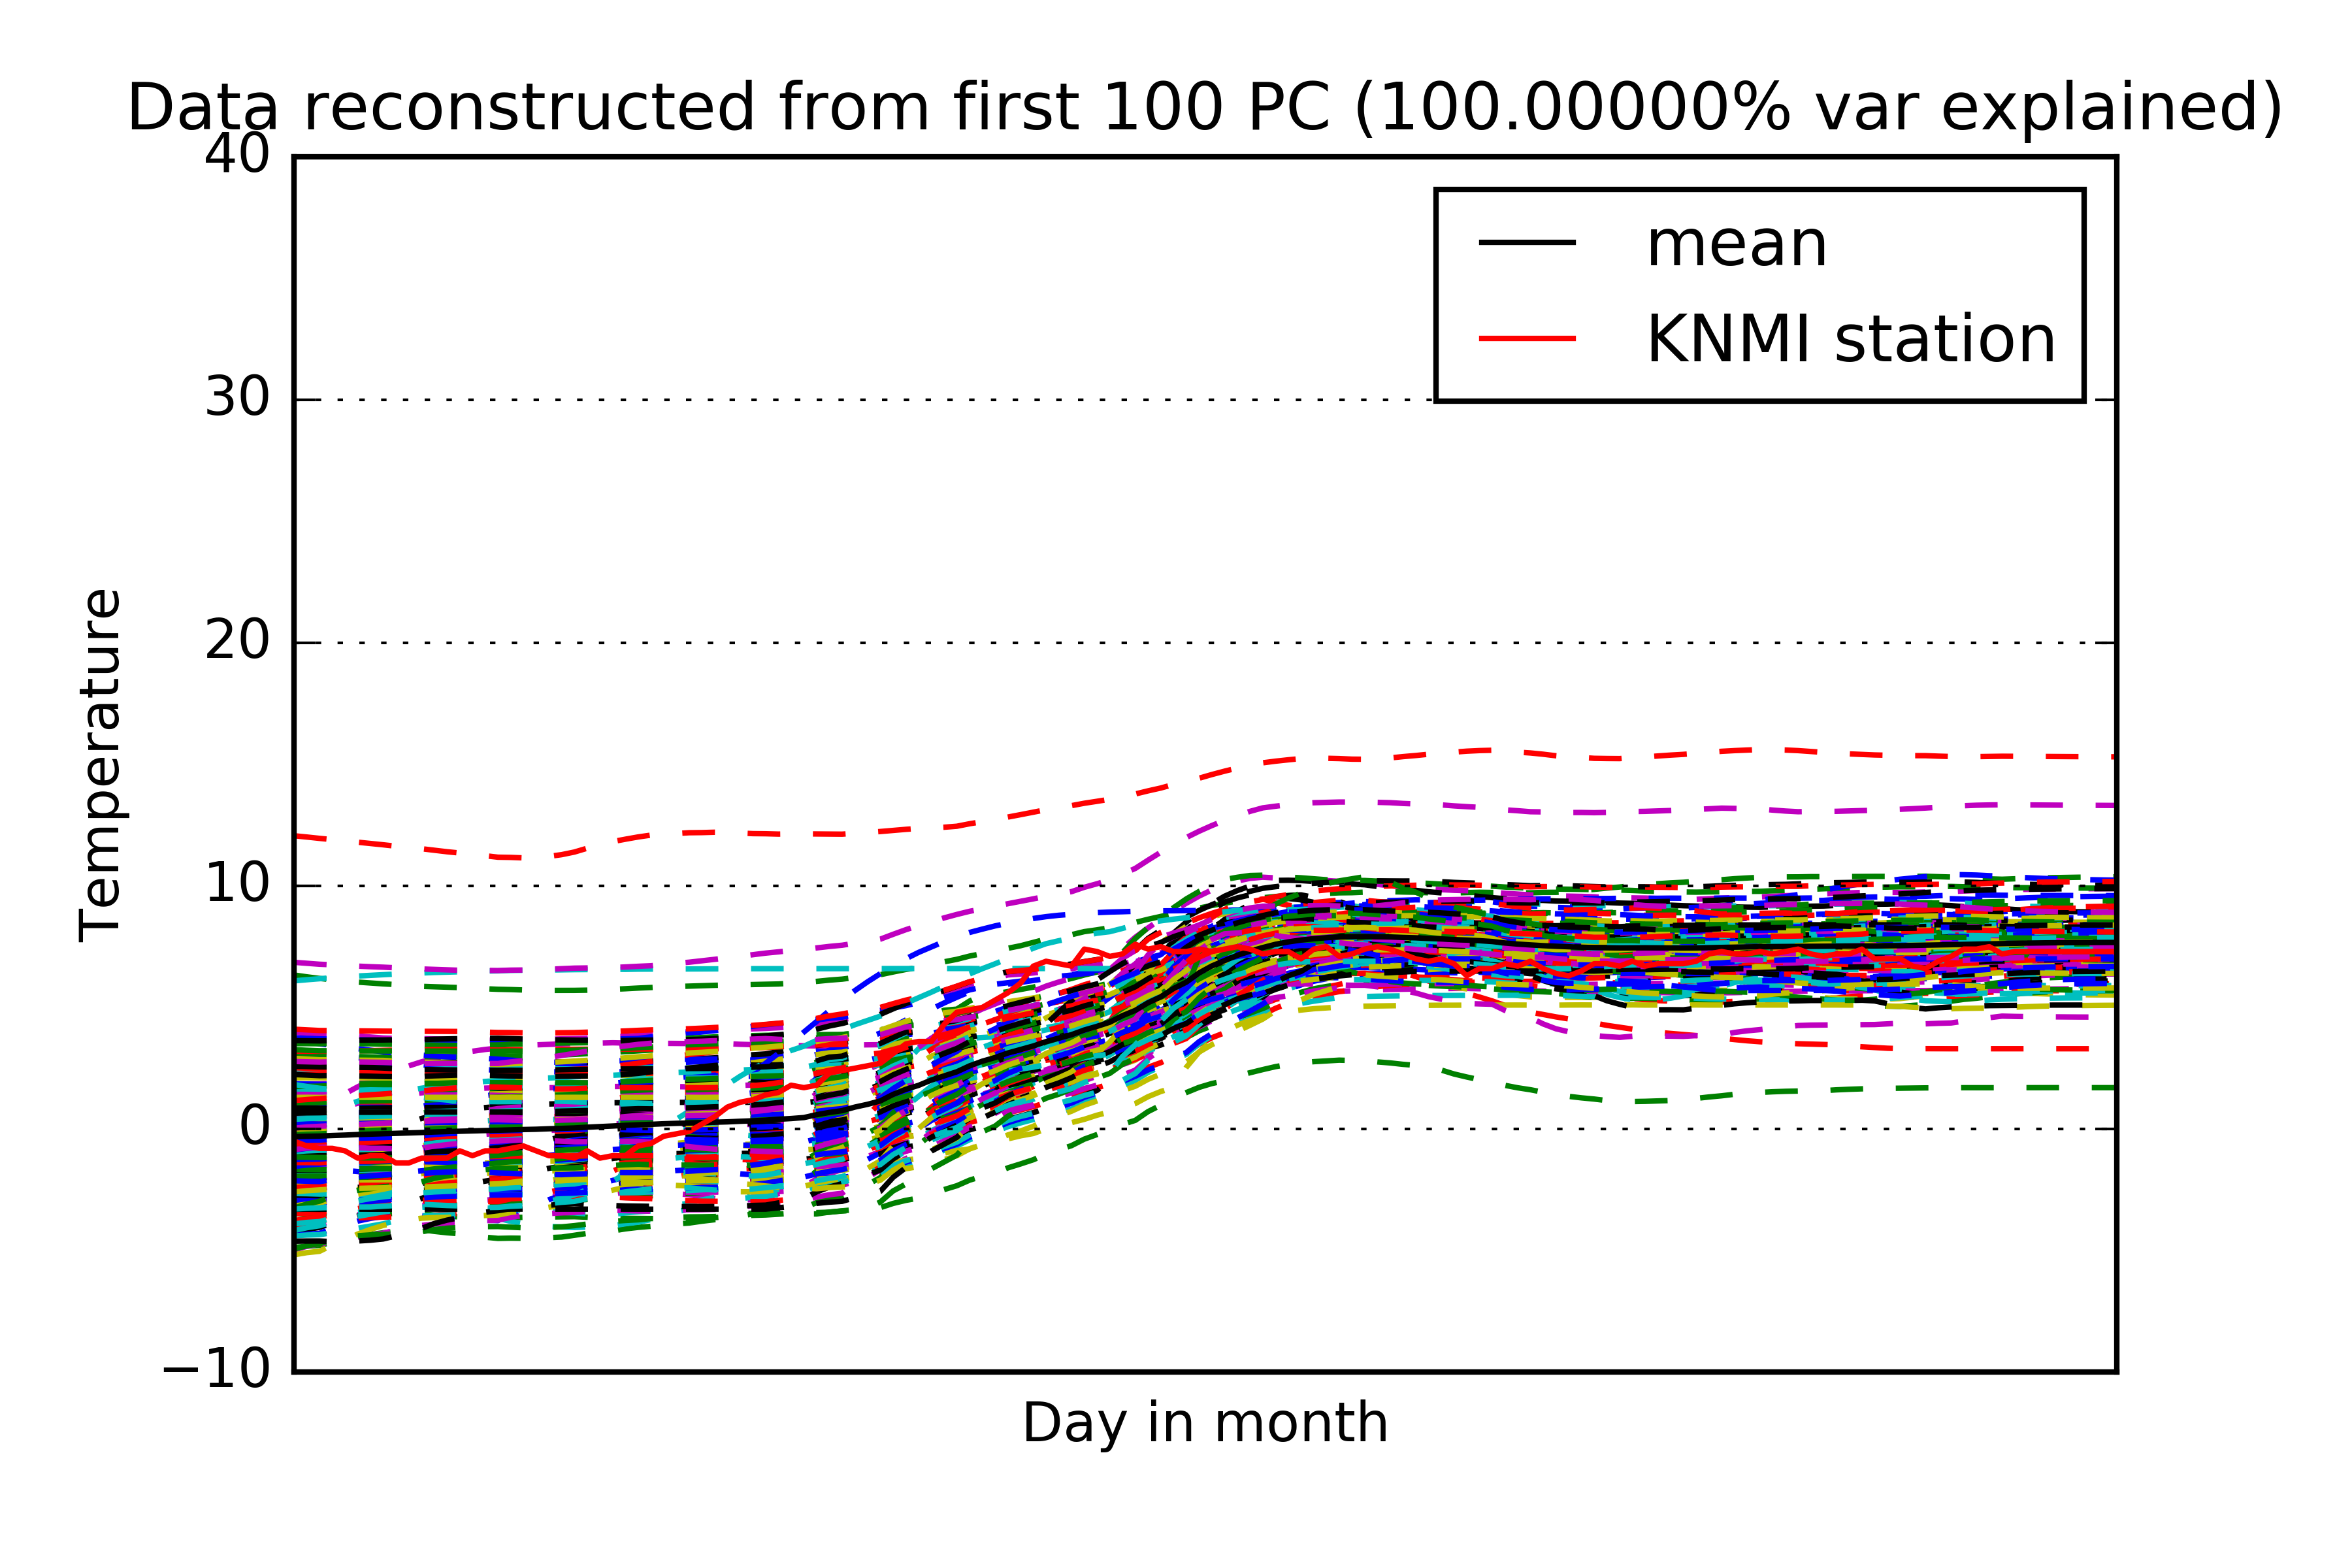 Data reconstructed from first 100 PC (100.00000% var explained)
40
30
20
10
0
−10
Temperature
Day in month
mean
KNMI station